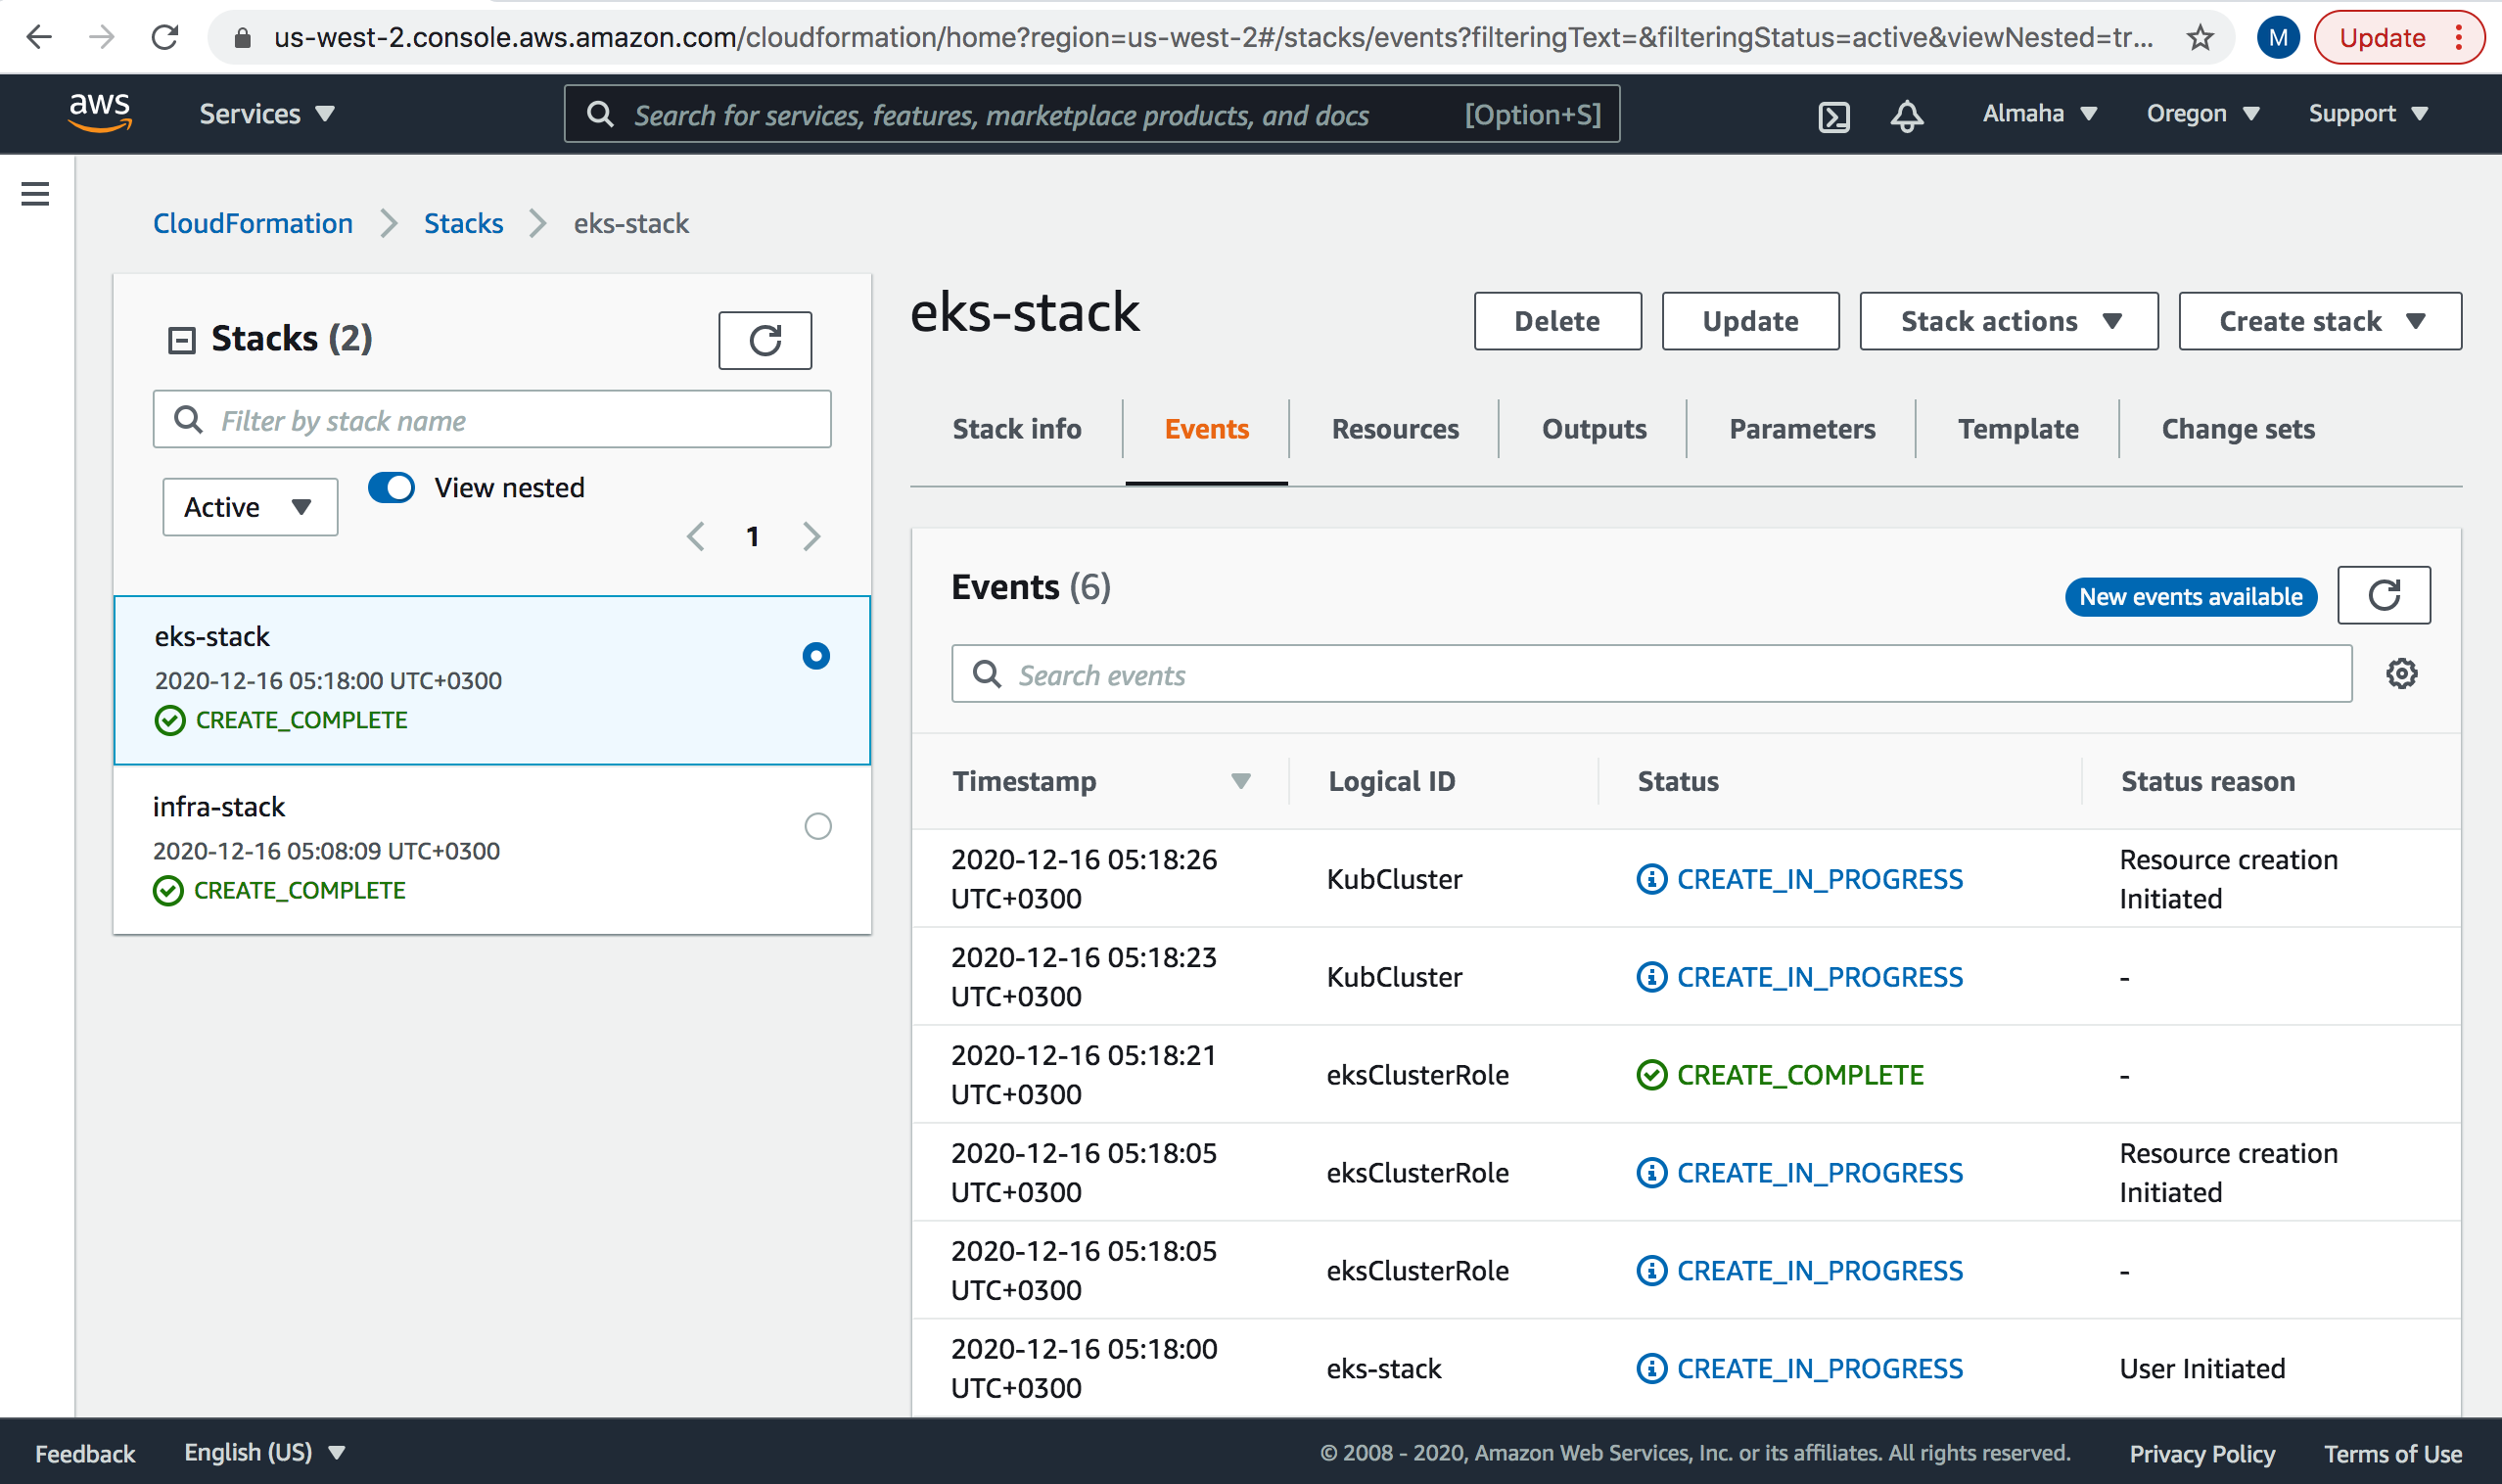 us-west-2.console.aws.amazon.com/cloudformation/home?region=us-west-2#/stacks/events?filteringText=&filteringStatus=active&viewNested=tr...
M
Update
aws
Services
Search for services, features, marketplace products, and docs [Option+S]
Almaha
Oregon
Support
CloudFormation
Stacks
eks-stack
Stacks (2)
Filter by stack name
Active
View nested
1
eks-stack
2020-12-16 05:18:00 UTC+0300
CREATE_COMPLETE
infra-stack
2020-12-16 05:08:09 UTC+0300
CREATE_COMPLETE
eks-stack
Delete
Update
Stack actions
Create stack
Stack info
Events
Resources
Outputs
Parameters
Template
Change sets
Events (6)
New events available
Search events
Timestamp
Logical ID
Status
Status reason
2020-12-16 05:18:26
UTC+0300
KubCluster
CREATE_IN_PROGRESS
Resource creation
Initiated
2020-12-16 05:18:23
UTC+0300
KubCluster
CREATE_IN_PROGRESS
-
2020-12-16 05:18:21
UTC+0300
eksClusterRole
CREATE_COMPLETE
-
2020-12-16 05:18:05
UTC+0300
eksClusterRole
CREATE_IN_PROGRESS
Resource creation
Initiated
2020-12-16 05:18:05
UTC+0300
eksClusterRole
CREATE_IN_PROGRESS
-
2020-12-16 05:18:00
UTC+0300
eks-stack
CREATE_IN_PROGRESS
User Initiated
Feedback
English (US)
© 2008 - 2020, Amazon Web Services, Inc. or its affiliates. All rights reserved.
Privacy Policy
Terms of Use